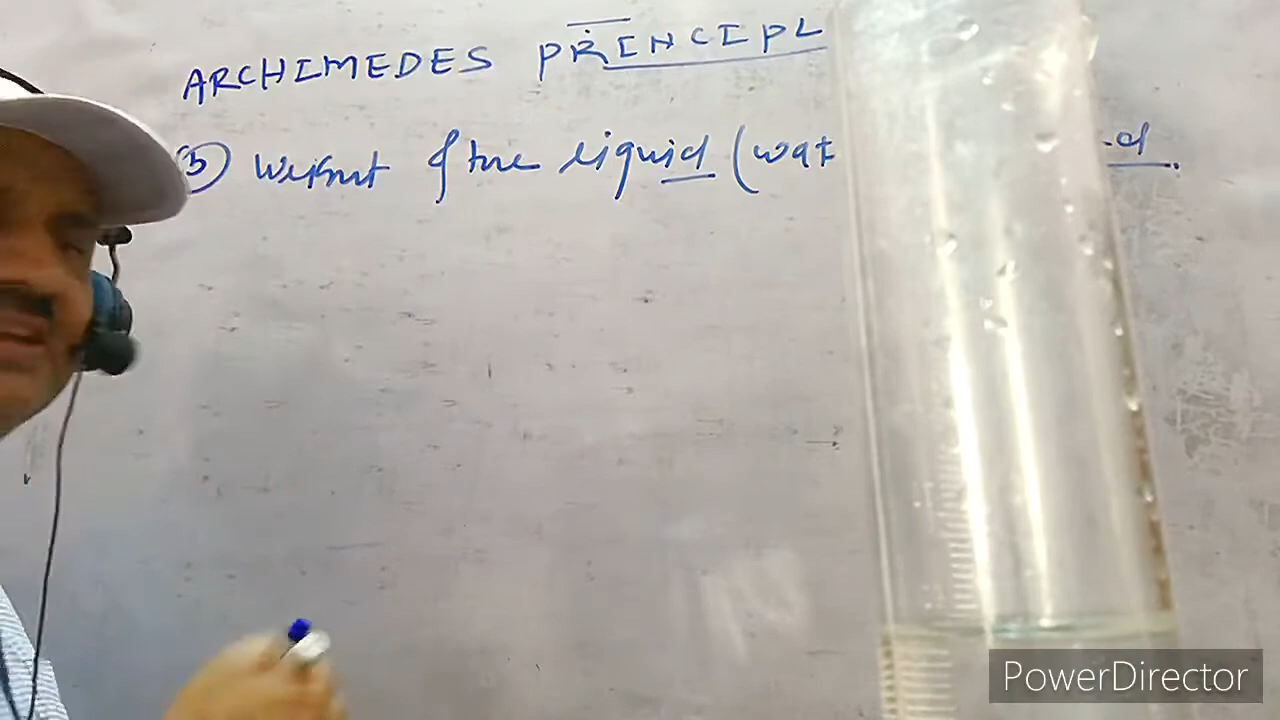 ARCHIMEDES PRINCIPL
(3) Weight of the liquid (wat
PowerDirector